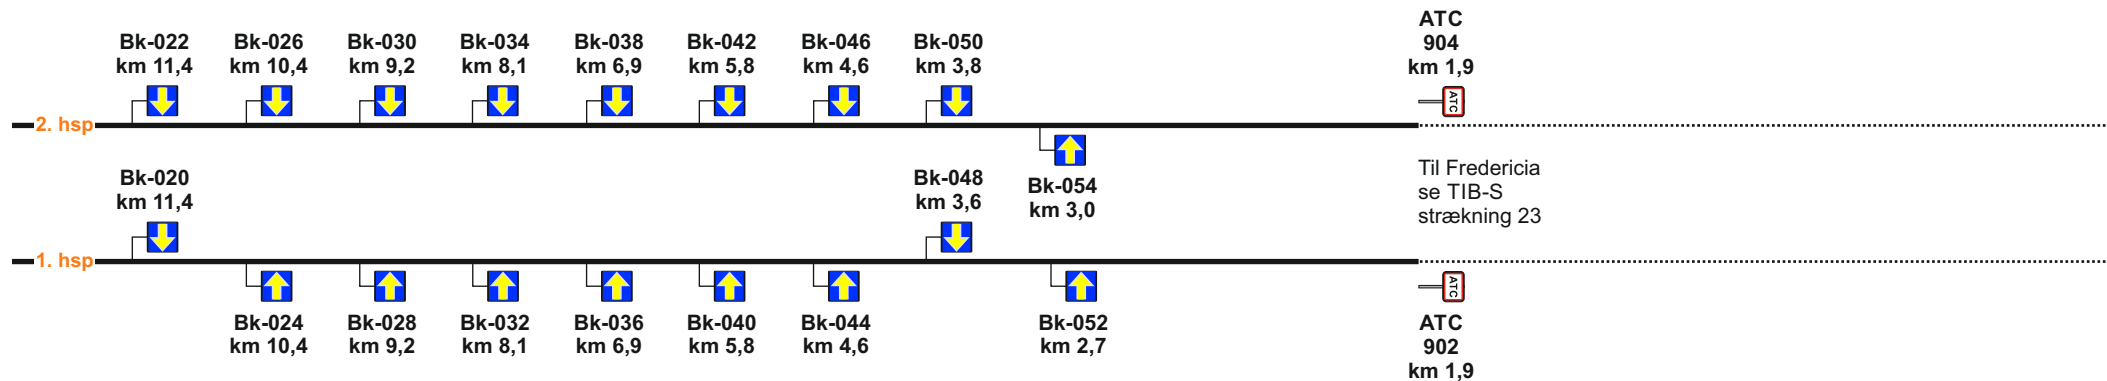 Bk-022
km 11,4
Bk-026
km 10,4
Bk-030
km 9,2
Bk-034
km 8,1
Bk-038
km 6,9
Bk-042
km 5,8
Bk-046
km 4,6
Bk-050
km 3,8
ATC
904
km 1,9
ATC
2. hsp
Bk-054
km 3,0
Til Fredericia
se TIB-S
strækning 23
Bk-020
km 11,4
Bk-048
km 3,6
1. hsp
ATC
Bk-024
km 10,4
Bk-028
km 9,2
Bk-032
km 8,1
Bk-036
km 6,9
Bk-040
km 5,8
Bk-044
km 4,6
Bk-052
km 2,7
ATC
902
km 1,9